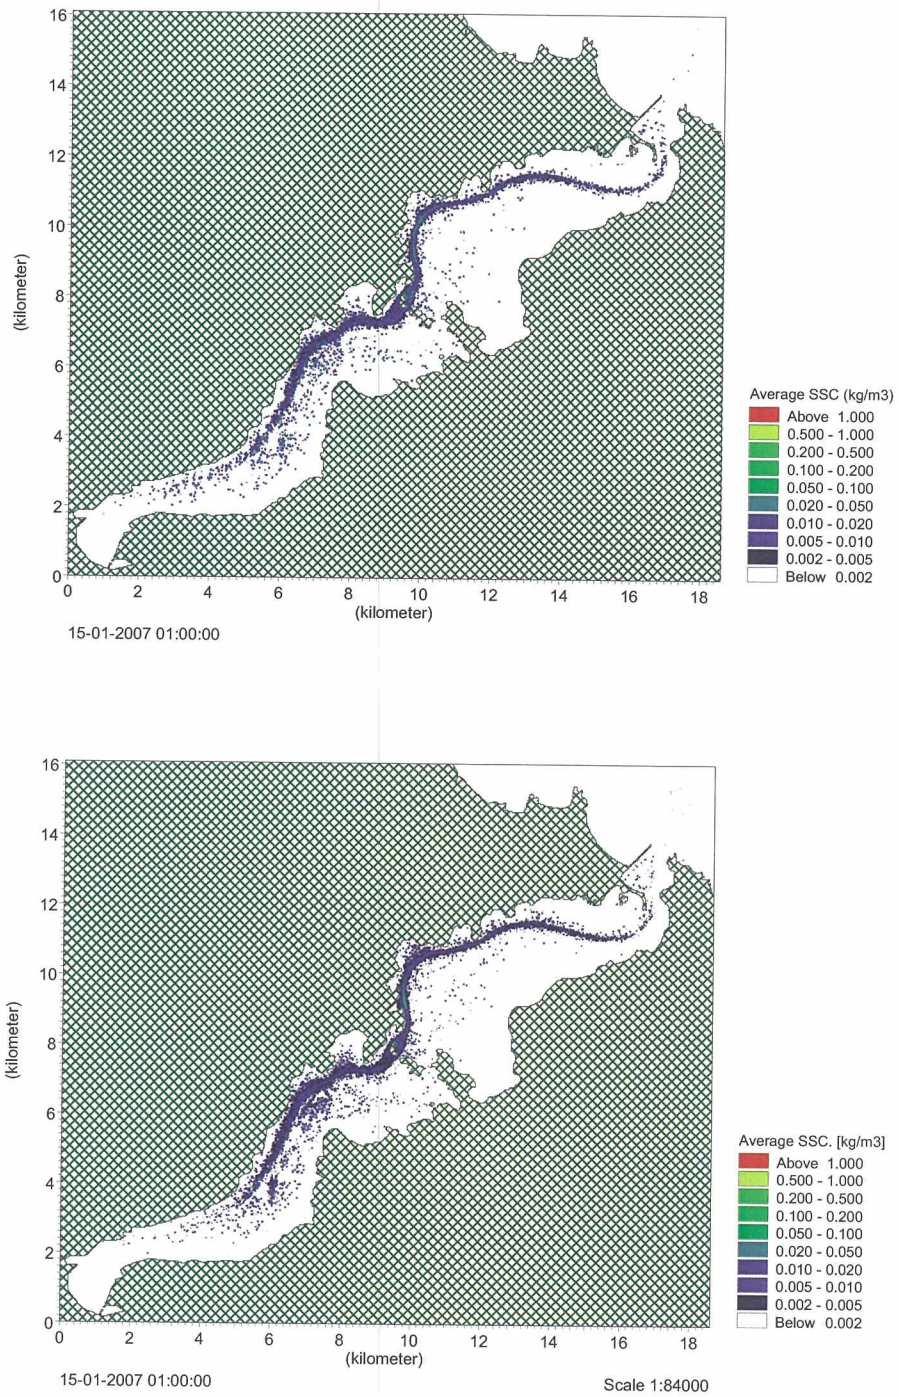 16
14
12
10
8
6
4
2
0
(kilometer)
0 2 4 6 8 10 12 14 16 18
(kilometer)
15-01-2007 01:00:00
Average SSC (kg/m3)
Above 1.000
0.500 - 1.000
0.200 - 0.500
0.100 - 0.200
0.050 - 0.100
0.020 - 0.050
0.010 - 0.020
0.005 - 0.010
0.002 - 0.005
Below 0.002
16
14
12
10
8
6
4
2
0
(kilometer)
0 2 4 6 8 10 12 14 16 18
(kilometer)
15-01-2007 01:00:00
Average SSC. [kg/m3]
Above 1.000
0.500 - 1.000
0.200 - 0.500
0.100 - 0.200
0.050 - 0.100
0.020 - 0.050
0.010 - 0.020
0.005 - 0.010
0.002 - 0.005
Below 0.002
Scale 1:84000